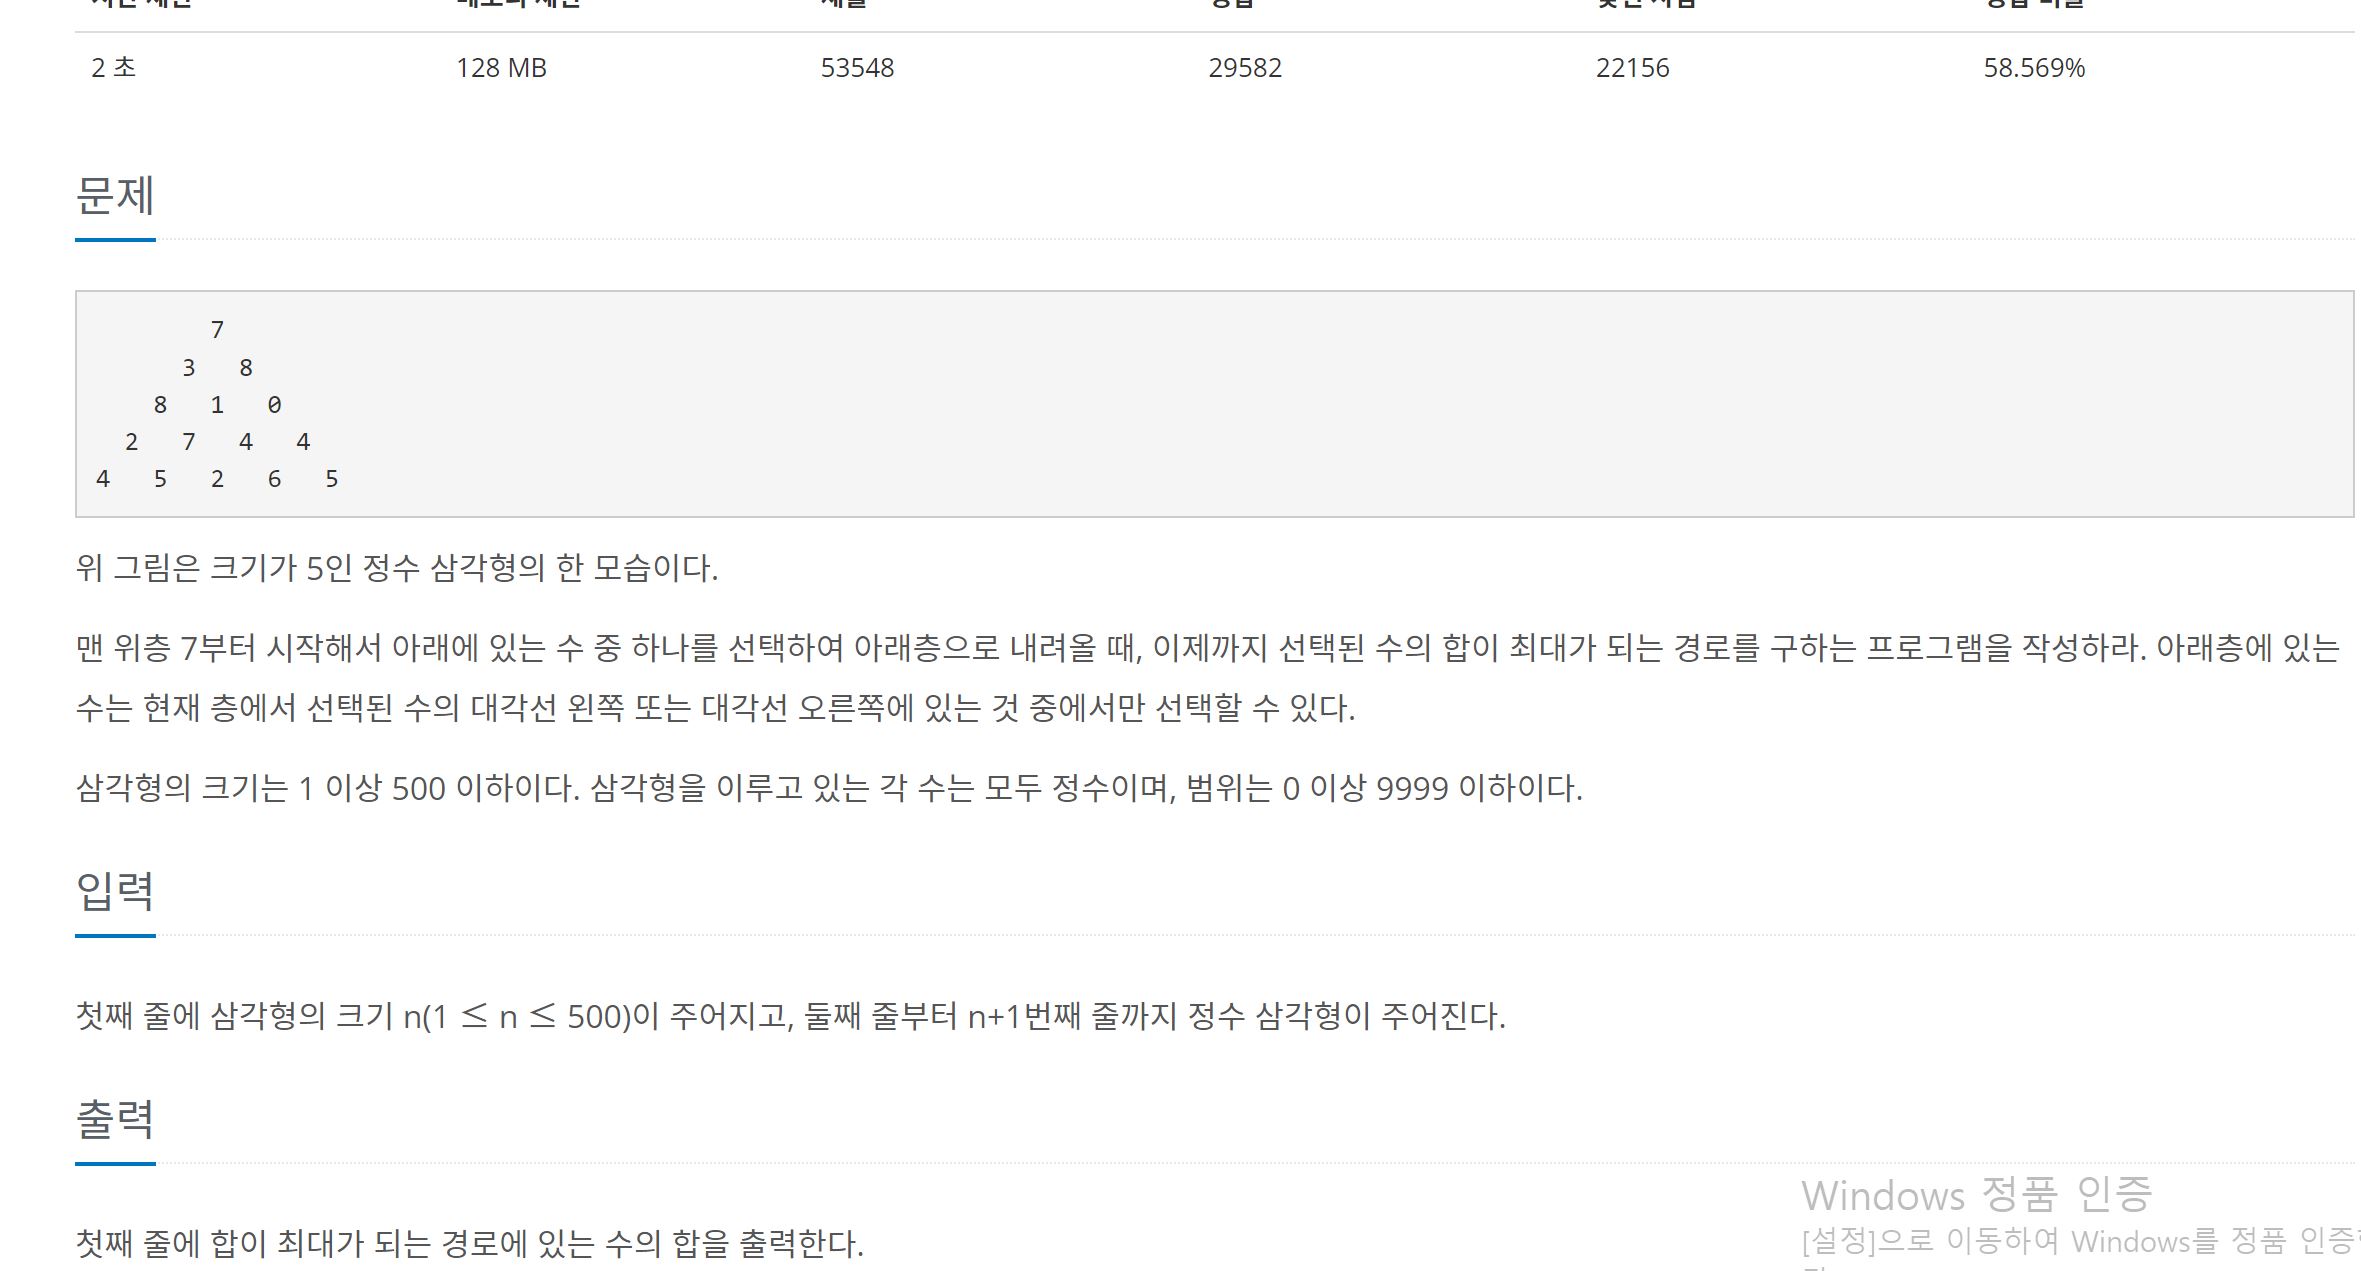 2 초 128 MB 53548 29582 22156 58.569%
문제
7
3 8
8 1 0
2 7 4 4
4 5 2 6 5
위 그림은 크기가 5인 정수 삼각형의 한 모습이다.
맨 위층 7부터 시작해서 아래에 있는 수 중 하나를 선택하여 아래층으로 내려올 때, 이제까지 선택된 수의 합이 최대가 되는 경로를 구하는 프로그램을 작성하라. 아래층에 있는
수는 현재 층에서 선택된 수의 대각선 왼쪽 또는 대각선 오른쪽에 있는 것 중에서만 선택할 수 있다.
삼각형의 크기는 1 이상 500 이하이다. 삼각형을 이루고 있는 각 수는 모두 정수이며, 범위는 0 이상 9999 이하이다.
입력
첫째 줄에 삼각형의 크기 n(1 ≤ n ≤ 500)이 주어지고, 둘째 줄부터 n+1번째 줄까지 정수 삼각형이 주어진다.
출력
Windows 정품 인증
[설정]으로 이동하여 Windows를 정품 인증
첫째 줄에 합이 최대가 되는 경로에 있는 수의 합을 출력한다.